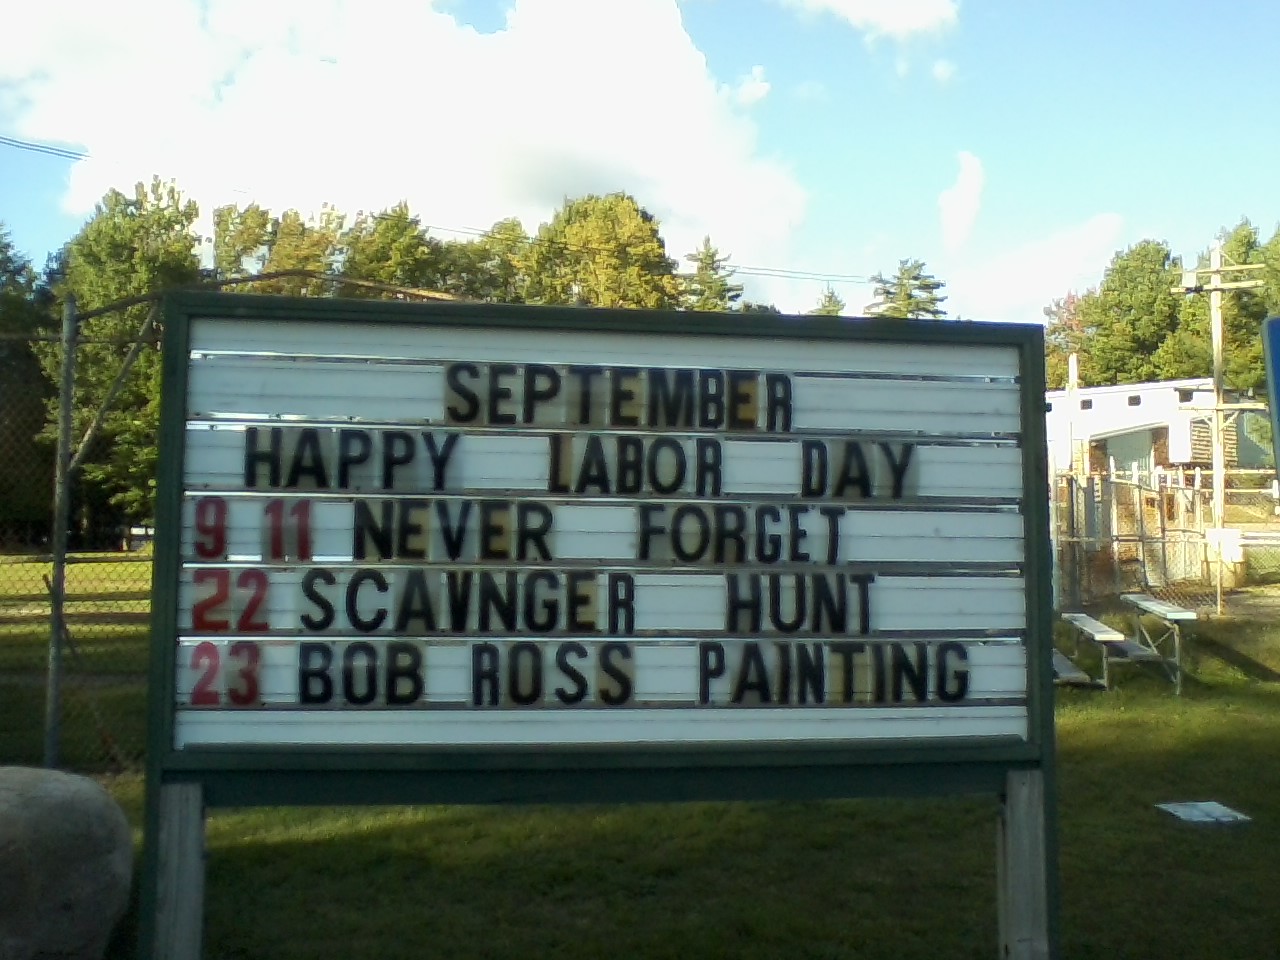 SEPTEMBER
HAPPY LABOR DAY
9 11 NEVER FORGET
22 SCAVNGER HUNT
23 BOB ROSS PAINTING